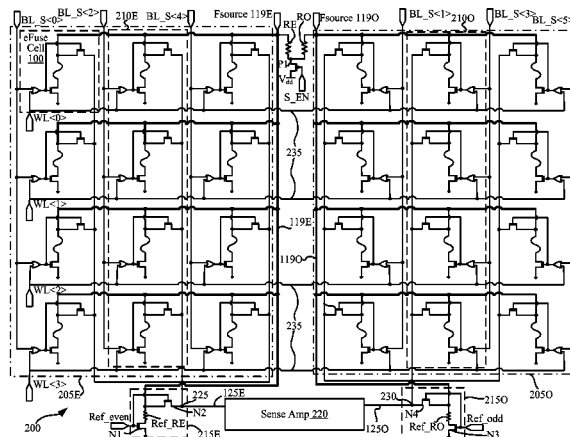 BL_S<0>
BL_S<2>
210E
BL_S<4>
Fsource 119E
RE
RO
Fsource 119O
BL_S<1>
210O
BL_S<3>
BL_S<5>
eFuse
Cell
100
P1
Vdd
S_EN
WL<0>
235
WL<1>
119E
119O
WL<2>
235
WL<3>
205E
205O
200
Ref_even
N1
Ref_RE
N2
225
125E
215E
Sense Amp 220
125O
230
N4
Ref_RO
215O
Ref_odd
N3